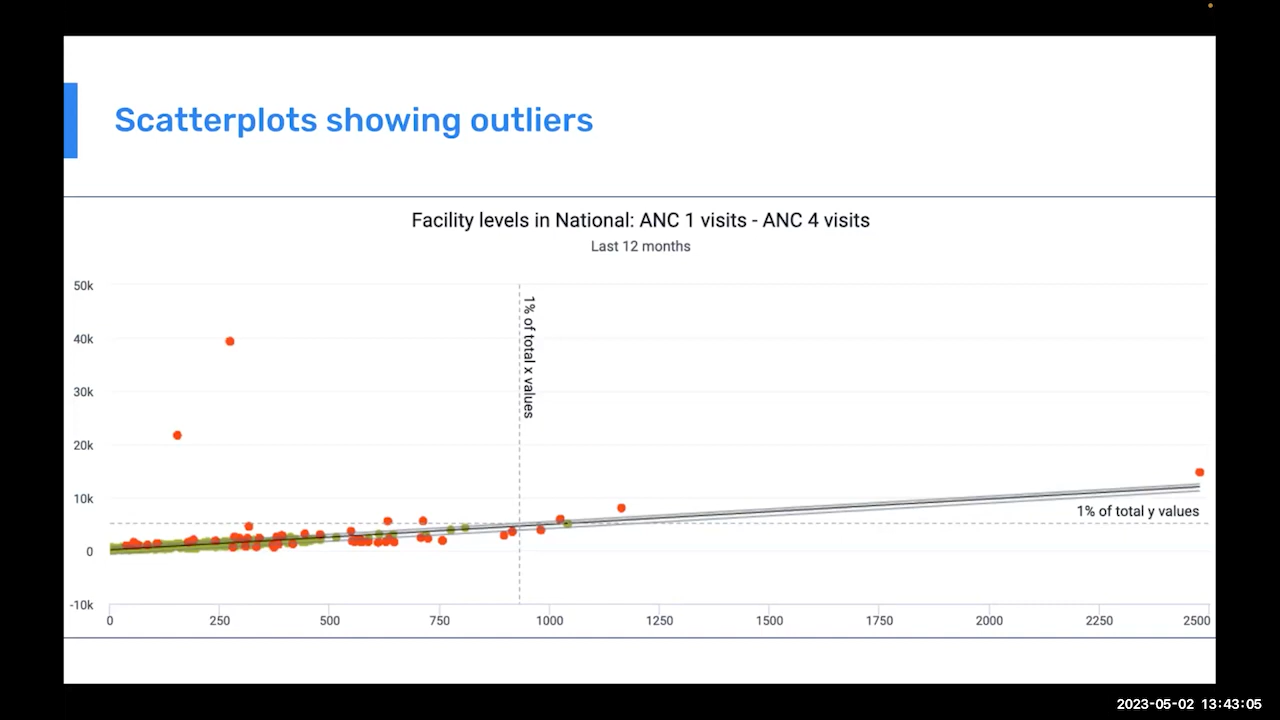 Scatterplots showing outliers
Facility levels in National: ANC 1 visits - ANC 4 visits
Last 12 months
50k
40k
30k
20k
10k
0
-10k
1% of total x values
1% of total y values
0 250 500 750 1000 1250 1500 1750 2000 2250 2500
2023-05-02 13:43:05